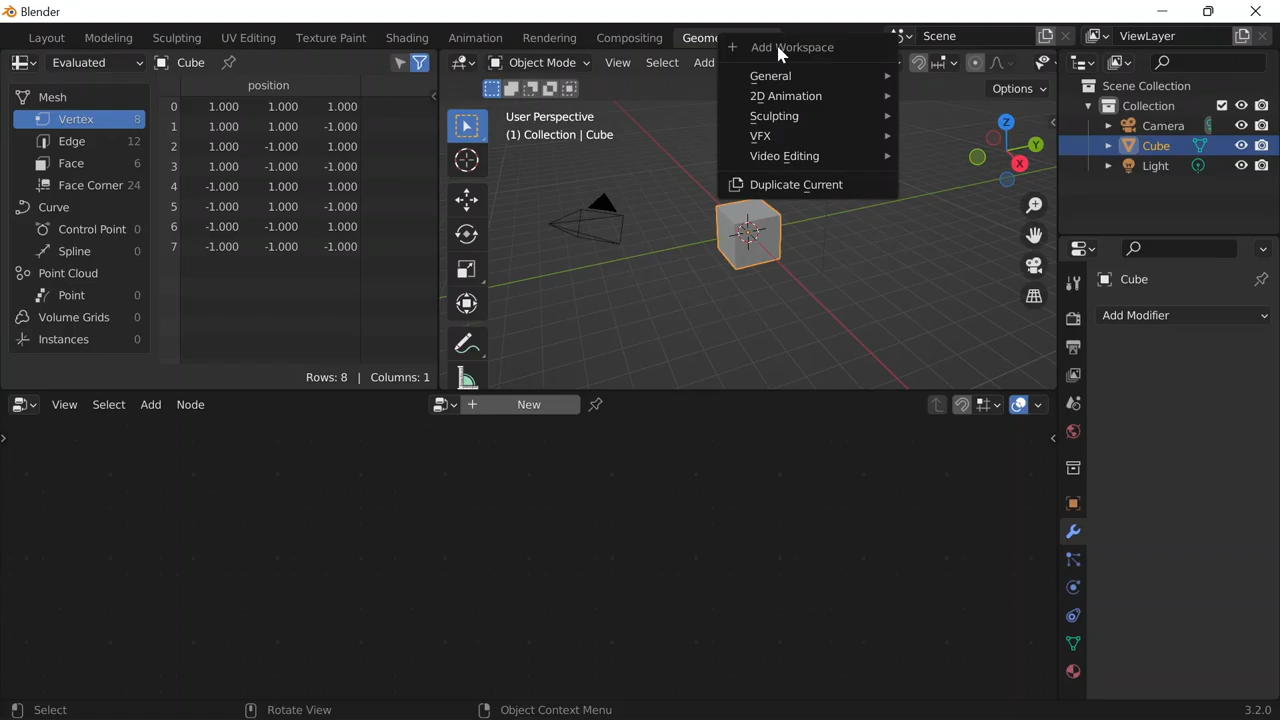 Blender
Layout Modeling Sculpting UV Editing Texture Paint Shading Animation Rendering Compositing Geome Scene ViewLayer
+ Add Workspace
General
2D Animation
Sculpting
VFX
Video Editing
Duplicate Current
Evaluated Cube
Object Mode View Select Add
Options
User Perspective
(1) Collection | Cube
Z
Y
X
position
Mesh
Vertex 8
Edge 12
Face 6
Face Corner 24
Curve
Control Point 0
Spline 0
Point Cloud
Point 0
Volume Grids 0
Instances 0
0 1.000 1.000 1.000
1 1.000 1.000 -1.000
2 1.000 -1.000 1.000
3 1.000 -1.000 -1.000
4 -1.000 1.000 1.000
5 -1.000 1.000 -1.000
6 -1.000 -1.000 1.000
7 -1.000 -1.000 -1.000
Rows: 8 | Columns: 1
Scene Collection
Collection
Camera
Cube
Light
Cube
Add Modifier
View Select Add Node
+ New
Select Rotate View Object Context Menu 3.2.0